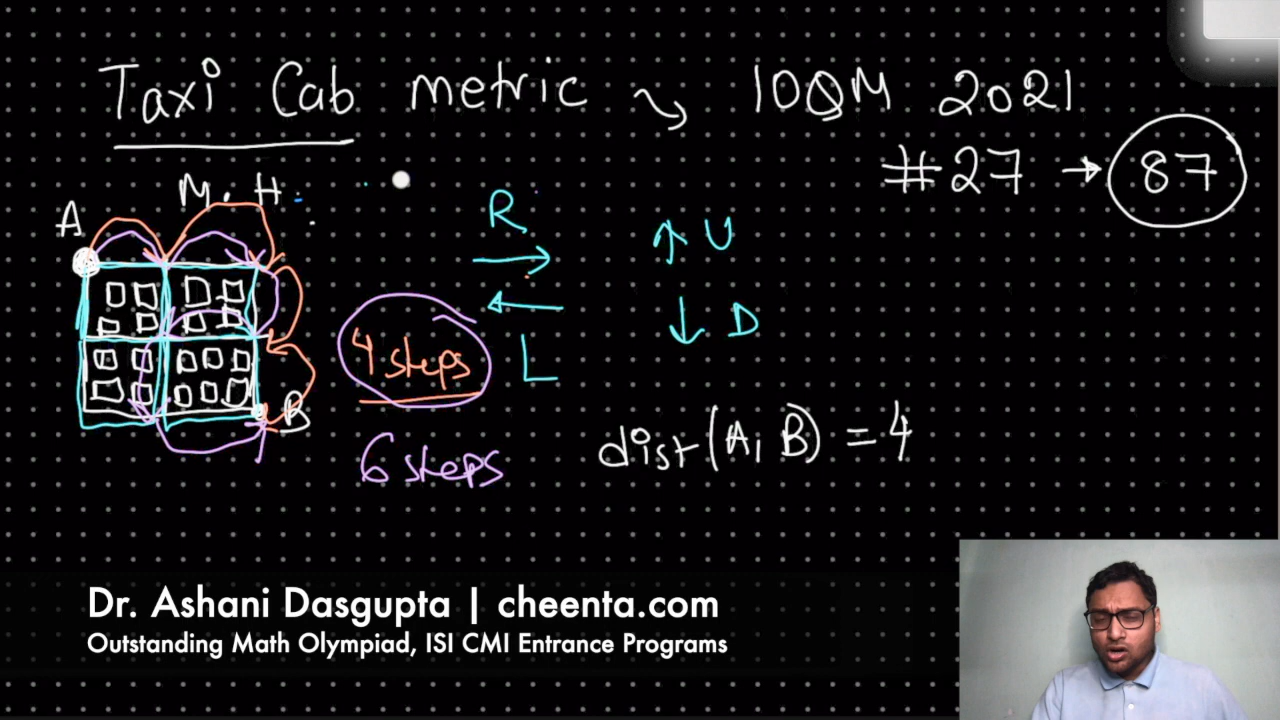 Taxi Cab metric ↘ IOQM 2021
#27 → 87
M. H
A
R
↑ U
← L
↓ D
4 steps
B
6 steps
dist(A, B) = 4
Dr. Ashani Dasgupta | cheenta.com
Outstanding Math Olympiad, ISI CMI Entrance Programs